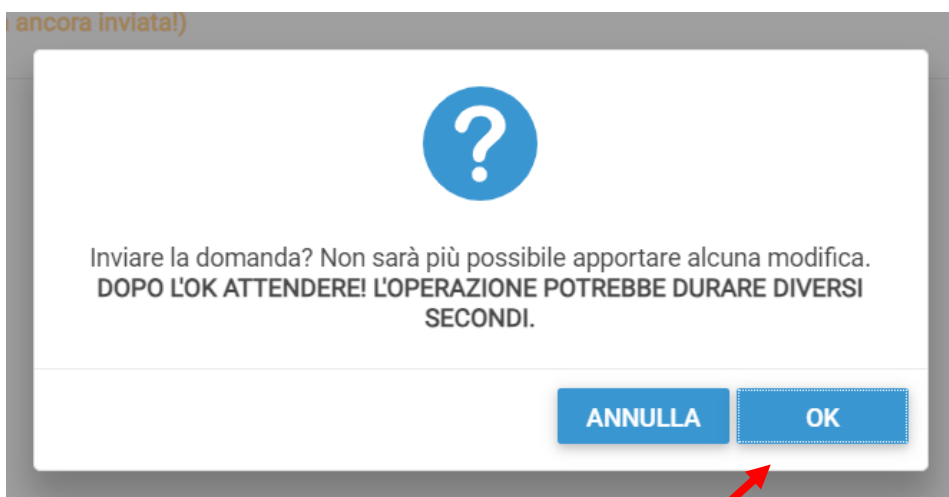 ancora inviata!)
?
Inviare la domanda? Non sarà più possibile apportare alcuna modifica.
DOPO L'OK ATTENDERE! L'OPERAZIONE POTREBBE DURARE DIVERSI
SECONDI.
ANNULLA OK